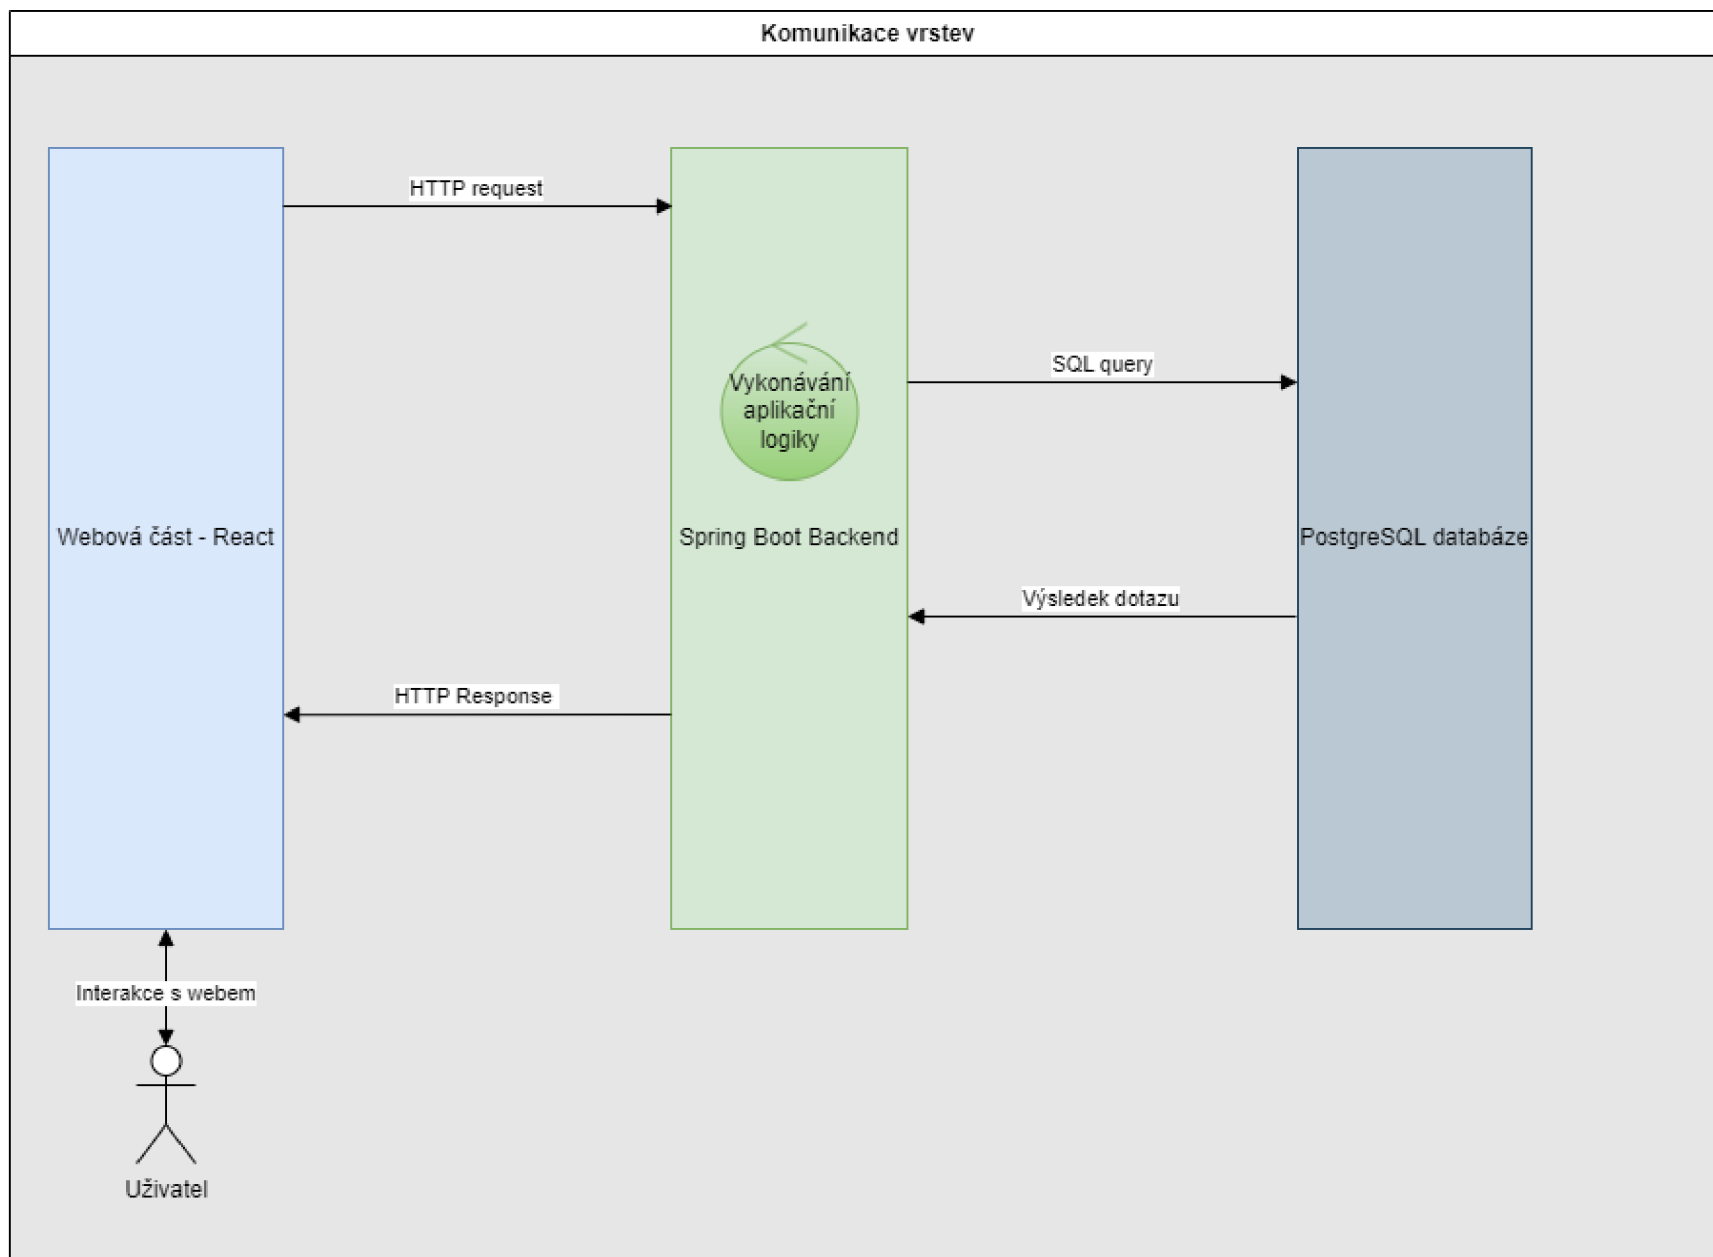 Komunikace vrstev
HTTP request
SQL query
Vykonávání
aplikační
logiky
Webová část - React
Spring Boot Backend
PostgreSQL databáze
Výsledek dotazu
HTTP Response
Interakce s webem
Uživatel